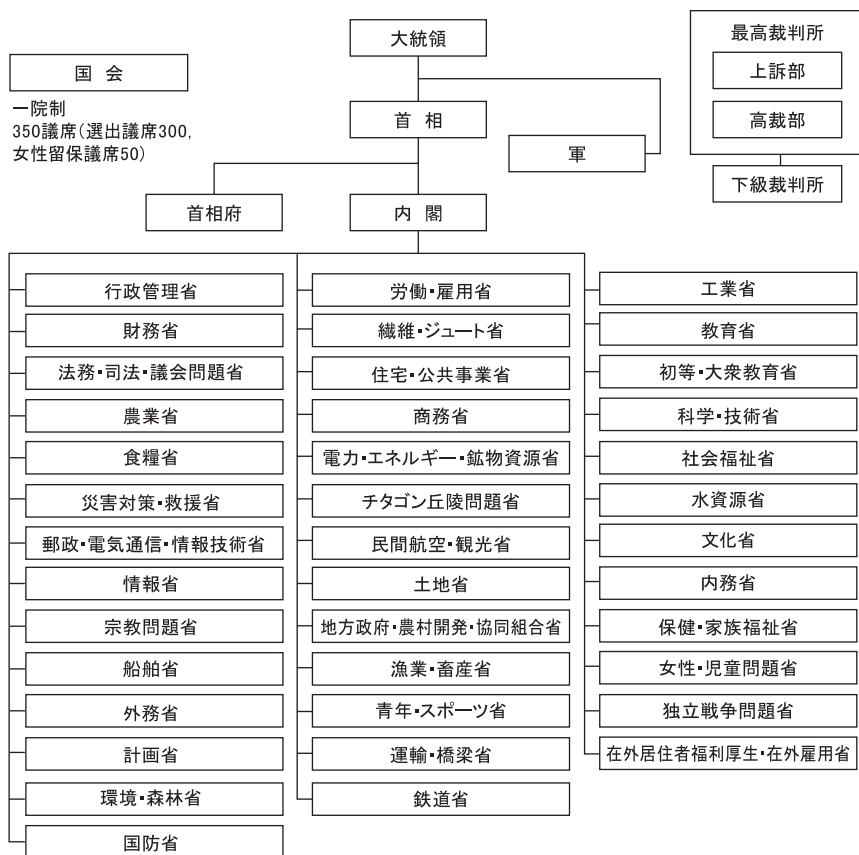 大統領
国会
一院制
350議席(選出議席300,
女性留保議席50)
首相
軍
首相府
内閣
最高裁判所
上訴部
高裁部
下級裁判所
行政管理省
財務省
法務・司法・議会問題省
農業省
食糧省
災害対策・救援省
郵政・電気通信・情報技術省
情報省
宗教問題省
船舶省
外務省
計画省
環境・森林省
国防省
労働・雇用省
繊維・ジュート省
住宅・公共事業省
商務省
電力・エネルギー・鉱物資源省
チタゴン丘陵問題省
民間航空・観光省
土地省
地方政府・農村開発・協同組合省
漁業・畜産省
青年・スポーツ省
運輸・橋梁省
鉄道省
工業省
教育省
初等・大衆教育省
科学・技術省
社会福祉省
水資源省
文化省
内務省
保健・家族福祉省
女性・児童問題省
独立戦争問題省
在外居住者福利厚生・在外雇用省